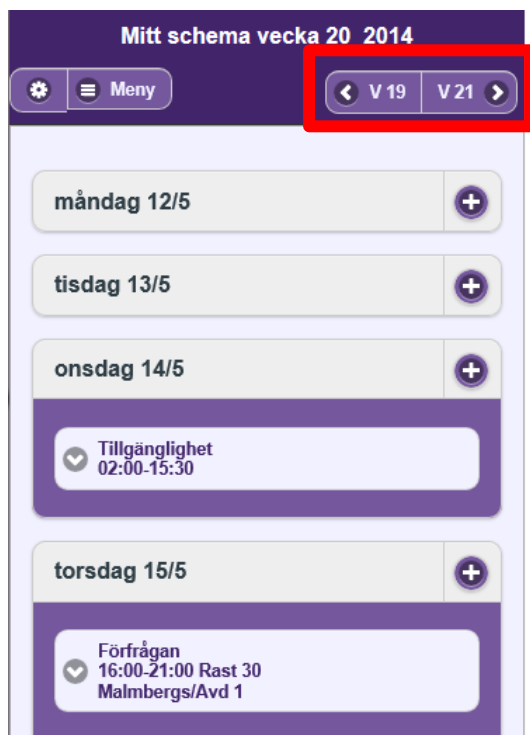 Mitt schema vecka 20 2014
Meny
V 19
V 21
måndag 12/5
tisdag 13/5
onsdag 14/5
Tillgänglighet
02:00-15:30
torsdag 15/5
Förfrågan
16:00-21:00 Rast 30
Malmbergs/Avd 1